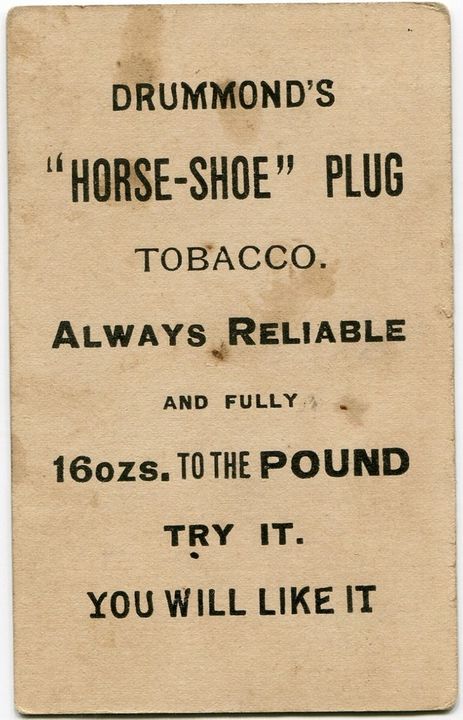 DRUMMOND'S
"HORSE-SHOE" PLUG
TOBACCO.
ALWAYS RELIABLE
AND FULLY
16ozs. TO THE POUND
TRY IT.
YOU WILL LIKE IT